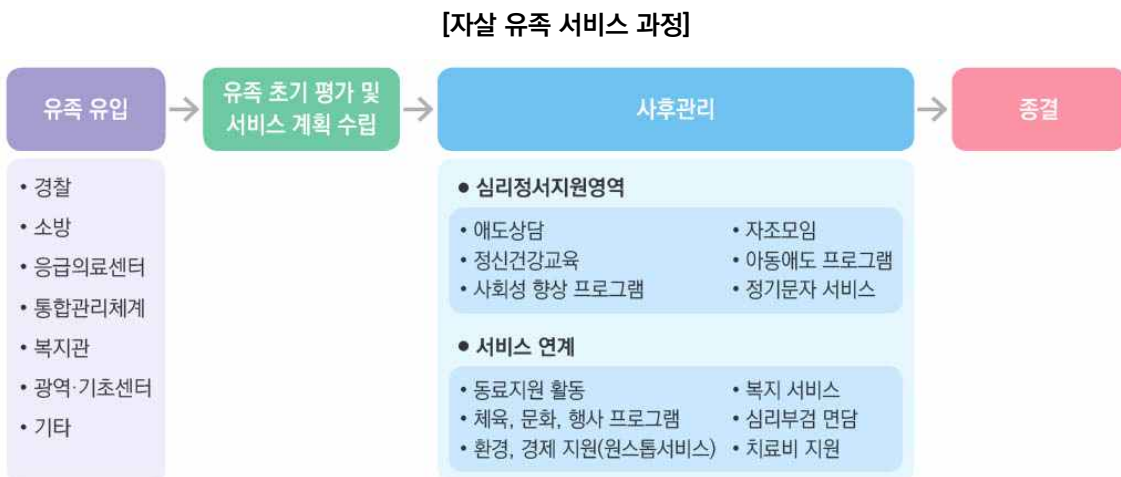 [자살 유족 서비스 과정]
유족 유입
유족 초기 평가 및
서비스 계획 수립
사후관리
종결
• 경찰
• 소방
• 응급의료센터
• 통합관리체계
• 복지관
• 광역·기초센터
• 기타
● 심리정서지원영역
• 애도상담
• 정신건강교육
• 사회성 향상 프로그램
• 자조모임
• 아동애도 프로그램
• 정기문자 서비스
● 서비스 연계
• 동료지원 활동
• 체육, 문화, 행사 프로그램
• 환경, 경제 지원(원스톱서비스)
• 복지 서비스
• 심리부검 면담
• 치료비 지원